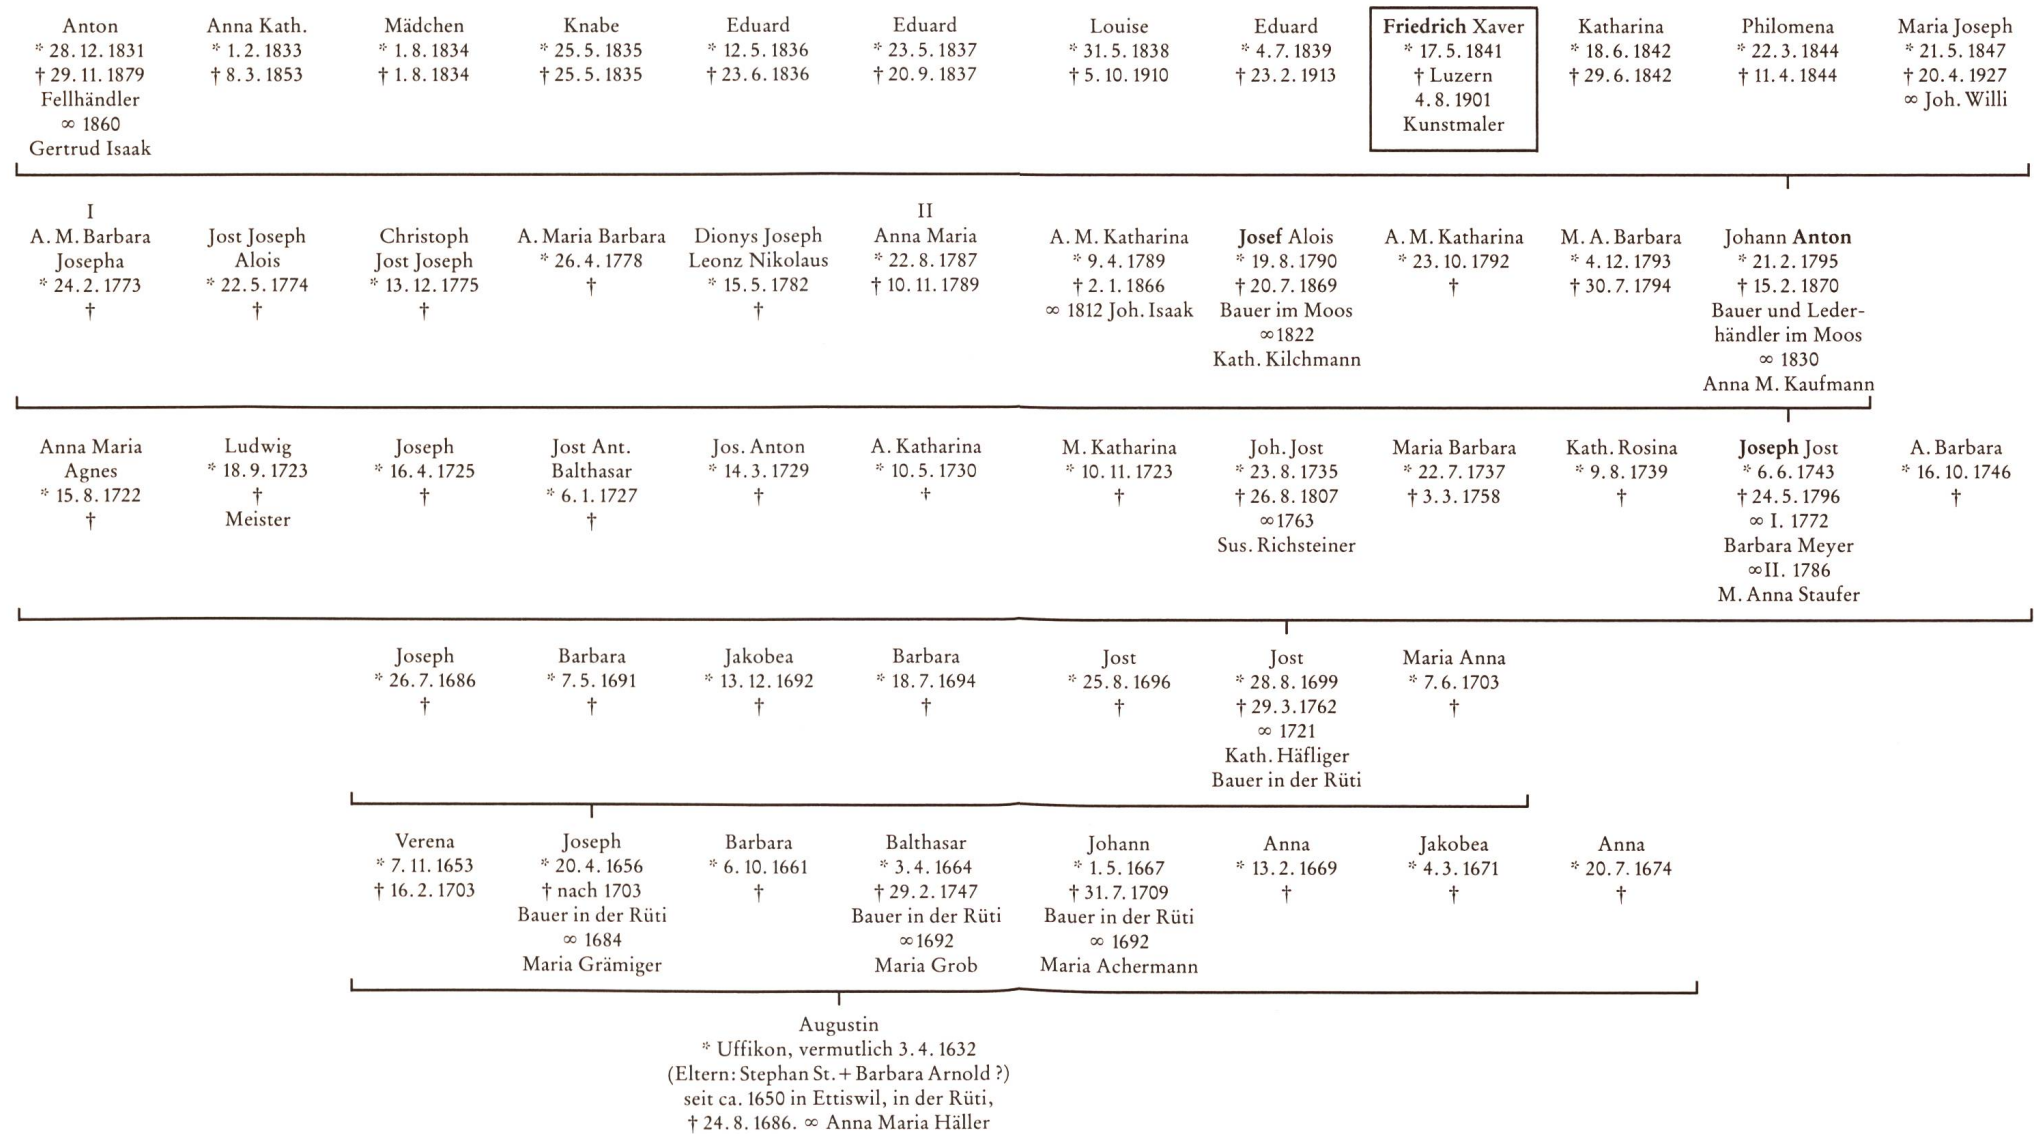 Anton
* 28.12.1831
† 29.11.1879
Fellhändler
∞ 1860
Gertrud Isaak
Anna Kath.
* 1.2.1833
† 8.3.1853
Mädchen
* 1.8.1834
† 1.8.1834
Knabe
* 25.5.1835
† 25.5.1835
Eduard
* 12.5.1836
† 23.6.1836
Eduard
* 23.5.1837
† 20.9.1837
Louise
* 31.5.1838
† 5.10.1910
Eduard
* 4.7.1839
† 23.2.1913
Friedrich Xaver
* 17.5.1841
† Luzern
4.8.1901
Kunstmaler
Katharina
* 18.6.1842
† 29.6.1842
Philomena
* 22.3.1844
† 11.4.1844
Maria Joseph
* 21.5.1847
† 20.4.1927
∞ Joh. Willi
I
A. M. Barbara
Josepha
* 24.2.1773
†
Jost Joseph
Alois
* 22.5.1774
†
Christoph
Jost Joseph
* 13.12.1775
†
A. Maria Barbara
* 26.4.1778
†
Dionys Joseph
Leonz Nikolaus
* 15.5.1782
†
II
Anna Maria
* 22.8.1787
† 10.11.1789
A. M. Katharina
* 9.4.1789
† 2.1.1866
∞ 1812 Joh. Isaak
Josef Alois
* 19.8.1790
† 20.7.1869
Bauer im Moos
∞1822
Kath. Kilchmann
A. M. Katharina
* 23.10.1792
†
M. A. Barbara
* 4.12.1793
† 30.7.1794
Johann Anton
* 21.2.1795
† 15.2.1870
Bauer und Leder-
händler im Moos
∞ 1830
Anna M. Kaufmann
Anna Maria
Agnes
* 15.8.1722
†
Ludwig
* 18.9.1723
†
Meister
Joseph
* 16.4.1725
†
Jost Ant.
Balthasar
* 6.1.1727
†
Jos. Anton
* 14.3.1729
†
A. Katharina
* 10.5.1730
†
M. Katharina
* 10.11.1723
†
Joh. Jost
* 23.8.1735
† 26.8.1807
∞1763
Sus. Richsteiner
Maria Barbara
* 22.7.1737
† 3.3.1758
Kath. Rosina
* 9.8.1739
†
Joseph Jost
* 6.6.1743
† 24.5.1796
∞ I. 1772
Barbara Meyer
∞II. 1786
M. Anna Staufer
A. Barbara
* 16.10.1746
†
Joseph
* 26.7.1686
†
Barbara
* 7.5.1691
†
Jakobea
* 13.12.1692
†
Barbara
* 18.7.1694
†
Jost
* 25.8.1696
†
Jost
* 28.8.1699
† 29.3.1762
∞ 1721
Kath. Häfliger
Bauer in der Rüti
Maria Anna
* 7.6.1703
†
Verena
* 7.11.1653
† 16.2.1703
Joseph
* 20.4.1656
† nach 1703
Bauer in der Rüti
∞ 1684
Maria Grämiger
Barbara
* 6.10.1661
†
Balthasar
* 3.4.1664
† 29.2.1747
Bauer in der Rüti
∞1692
Maria Grob
Johann
* 1.5.1667
† 31.7.1709
Bauer in der Rüti
∞ 1692
Maria Achermann
Anna
* 13.2.1669
†
Jakobea
* 4.3.1671
†
Anna
* 20.7.1674
†
Augustin
* Uffikon, vermutlich 3.4.1632
(Eltern: Stephan St. + Barbara Arnold ?)
seit ca. 1650 in Ettiswil, in der Rüti,
† 24.8.1686. ∞ Anna Maria Häller